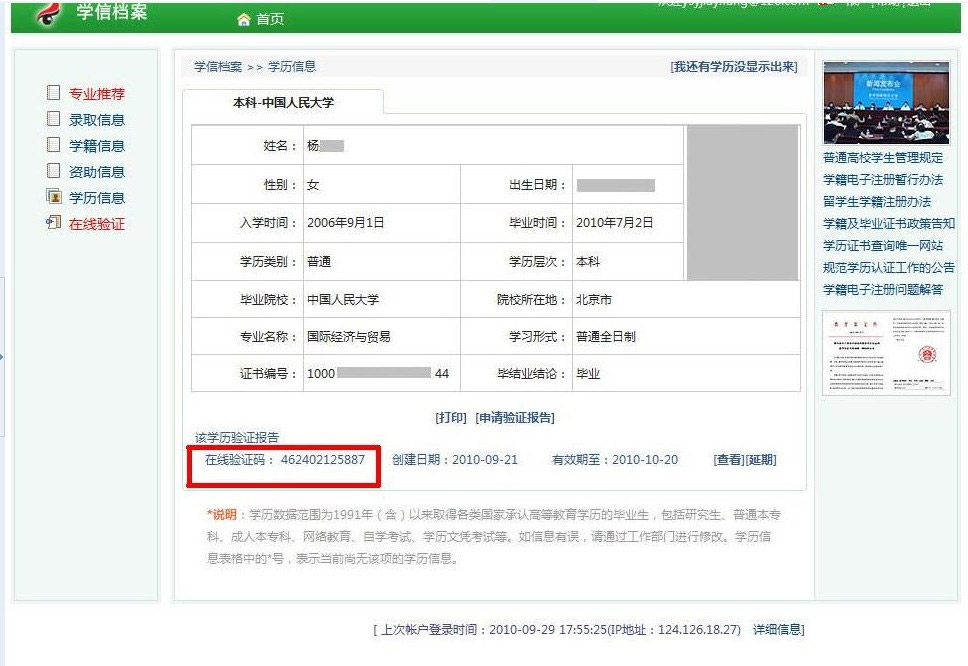 学信档案
首页
专业推荐
录取信息
学籍信息
资助信息
学历信息
在线验证
学信档案 >> 学历信息
[我还有学历没显示出来]
本科-中国人民大学
姓名： 杨
性别： 女 出生日期：
入学时间： 2006年9月1日 毕业时间： 2010年7月2日
学历类别： 普通 学历层次： 本科
毕业院校： 中国人民大学 院校所在地： 北京市
专业名称： 国际经济与贸易 学习形式： 普通全日制
证书编号： 1000 44 毕结业结论： 毕业
[打印] [申请验证报告]
该学历验证报告
在线验证码： 462402125887 创建日期：2010-09-21 有效期至：2010-10-20 [查看][延期]
*说明：学历数据范围为1991年（含）以来取得各类国家承认高等教育学历的毕业生，包括研究生、普通本专
科、成人本专科、网络教育、自学考试、学历文凭考试等。如信息有误，请通过工作部门进行修改。学历信
息表格中的*号，表示当前尚无该项的学历信息。
新闻发布会
普通高校学生管理规定
学籍电子注册暂行办法
留学生学籍注册办法
学籍及毕业证书政策告知
学历证书查询唯一网站
规范学历认证工作的公告
学籍电子注册问题解答
[ 上次帐户登录时间：2010-09-29 17:55:25(IP地址：124.126.18.27) 详细信息]